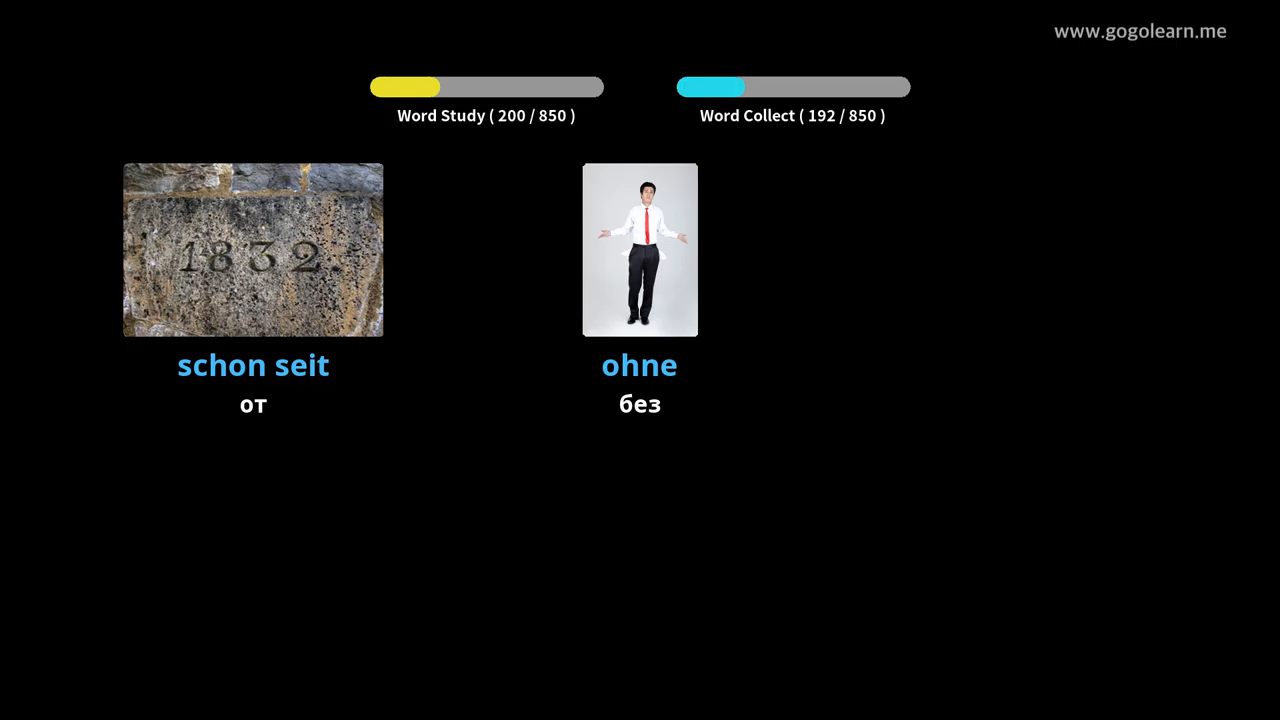 www.gogolearn.me
Word Study ( 200 / 850 )
Word Collect ( 192 / 850 )
1832.
schon seit
от
ohne
без